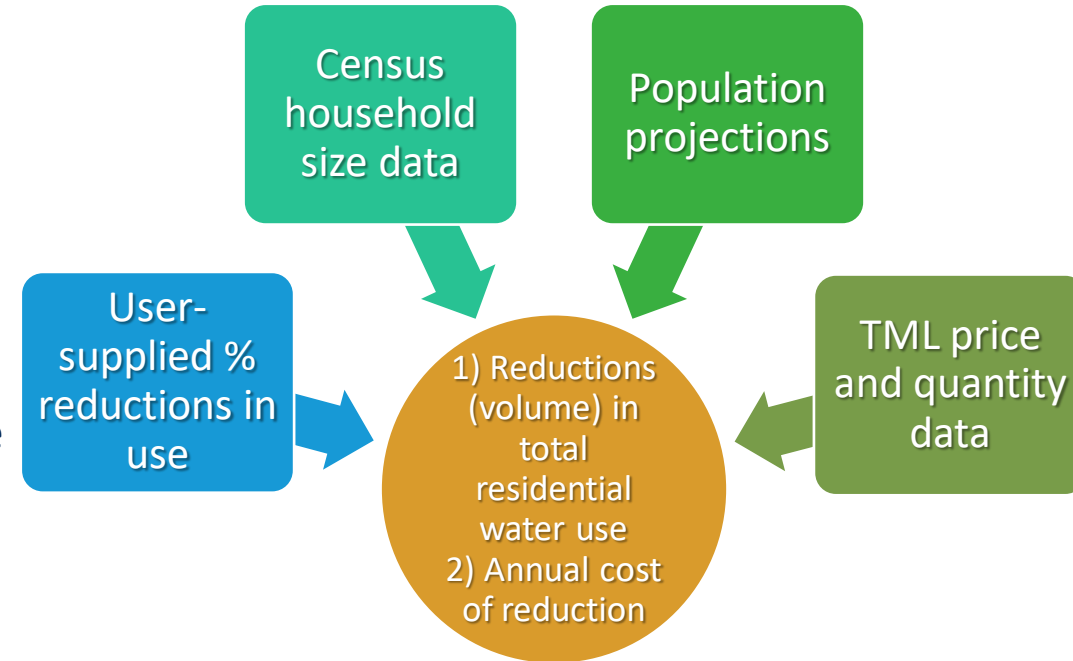 Census
household
size data
Population
projections
User-
supplied %
reductions in
use
TML price
and quantity
data
1) Reductions
(volume) in
total
residential
water use
2) Annual cost
of reduction